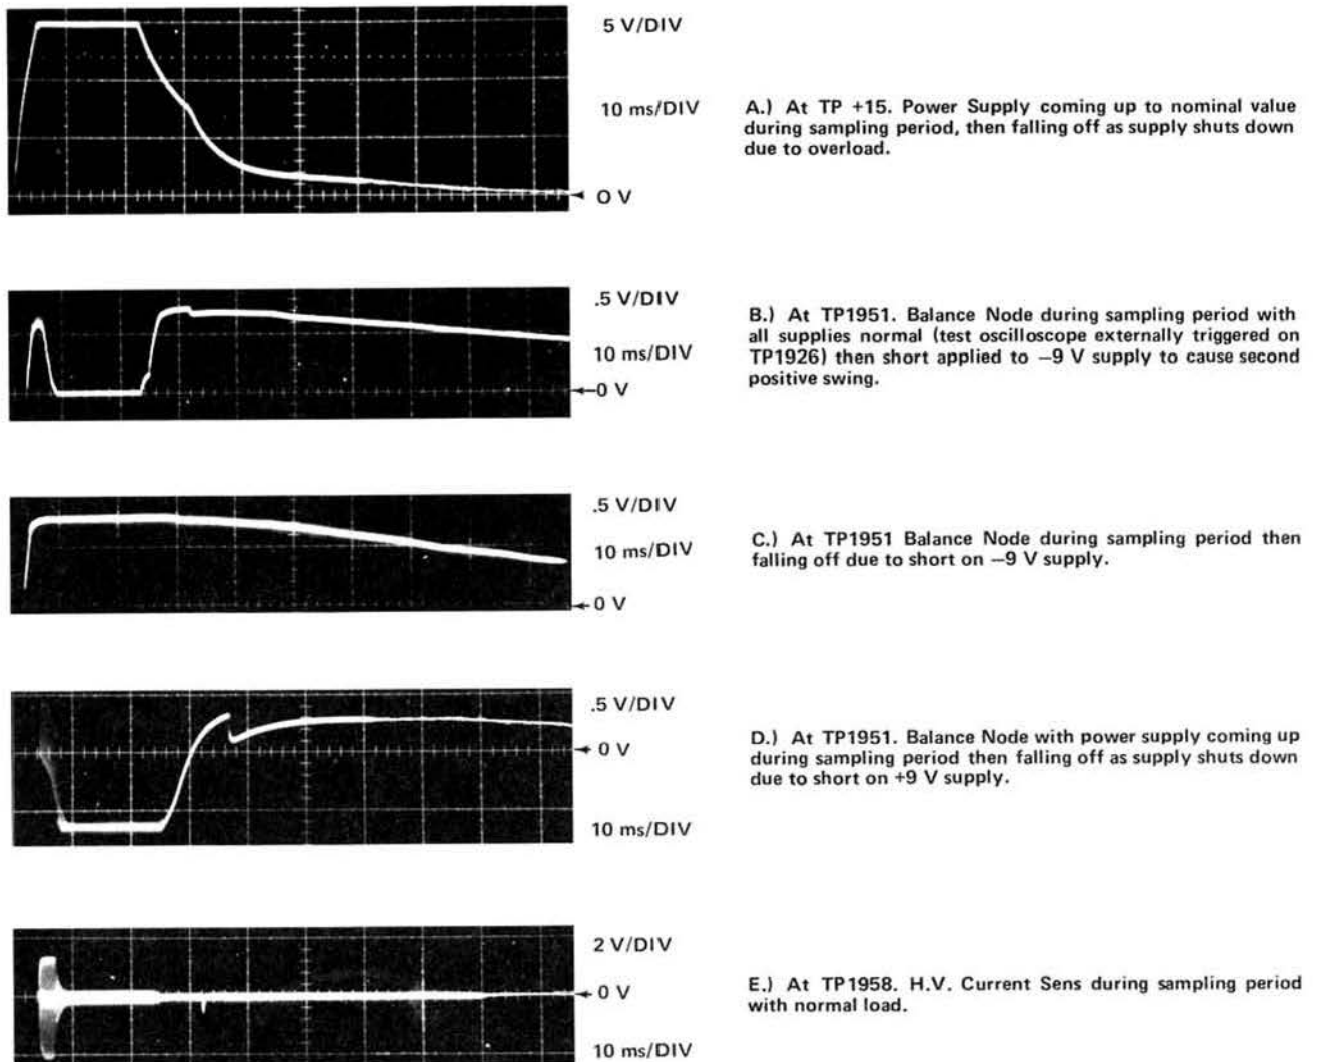 5 V/DIV
10 ms/DIV
0 V
A.) At TP +15. Power Supply coming up to nominal value
during sampling period, then falling off as supply shuts down
due to overload.
.5 V/DIV
10 ms/DIV
0 V
B.) At TP1951. Balance Node during sampling period with
all supplies normal (test oscilloscope externally triggered on
TP1926) then short applied to −9 V supply to cause second
positive swing.
.5 V/DIV
10 ms/DIV
0 V
C.) At TP1951 Balance Node during sampling period then
falling off due to short on −9 V supply.
.5 V/DIV
0 V
10 ms/DIV
D.) At TP1951. Balance Node with power supply coming up
during sampling period then falling off as supply shuts down
due to short on +9 V supply.
2 V/DIV
0 V
10 ms/DIV
E.) At TP1958. H.V. Current Sens during sampling period
with normal load.